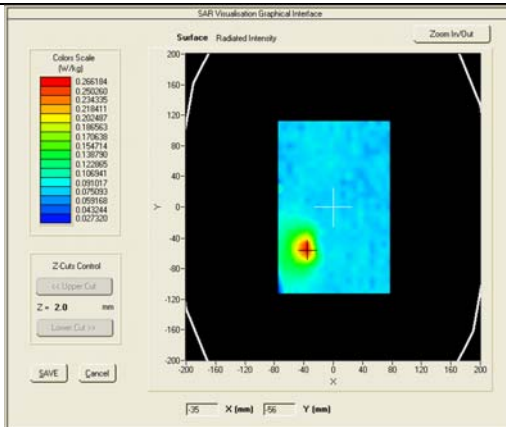 SAR Visualisation Graphical Interface
Surface Radiated Intensity
Zoom In/Out
Colors Scale
(W/kg)
0.266184
0.250260
0.234335
0.218411
0.202487
0.186563
0.170638
0.154714
0.138790
0.122865
0.106941
0.091017
0.075093
0.059168
0.043244
0.027320
Z-Cuts Control
<< Upper Cut
Z = 2.0 mm
Lower Cut >>
SAVE Cancel
200
160
120
80
40
0
-40
-80
-120
-160
-200
Y
-200 -160 -120 -80 -40 0 40 80 120 160 200
X
-35 X (mm) -56 Y (mm)